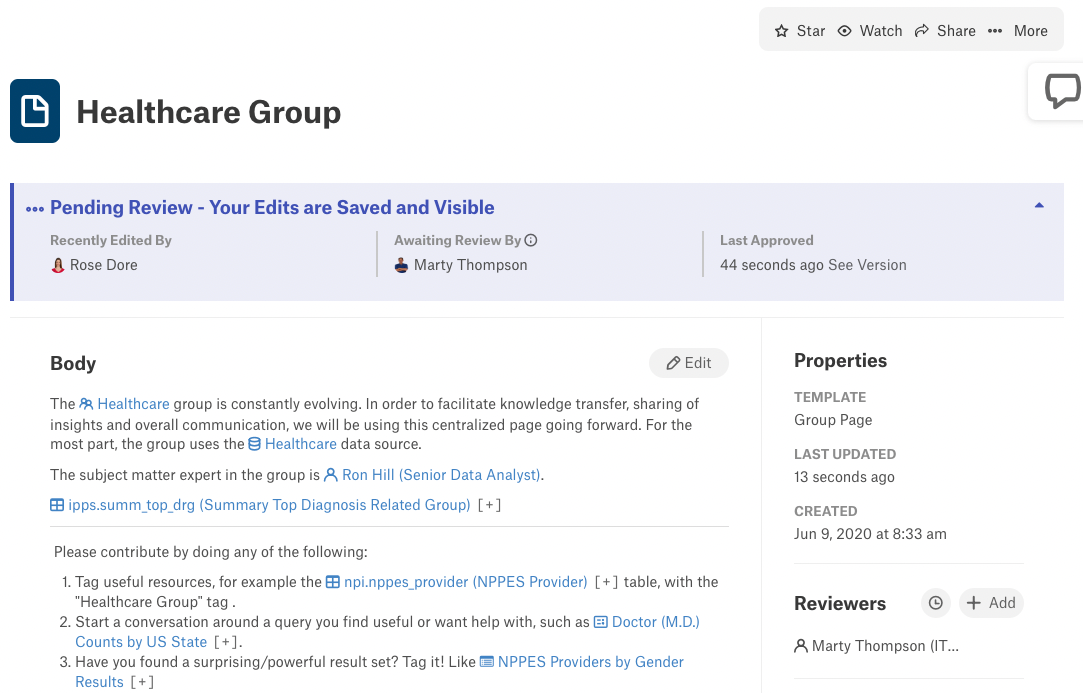 Star Watch Share More
Healthcare Group
Pending Review - Your Edits are Saved and Visible
Recently Edited By
Rose Dore
Awaiting Review By
Marty Thompson
Last Approved
44 seconds ago See Version
Body
Edit
The Healthcare group is constantly evolving. In order to facilitate knowledge transfer, sharing of
insights and overall communication, we will be using this centralized page going forward. For the
most part, the group uses the Healthcare data source.
The subject matter expert in the group is Ron Hill (Senior Data Analyst).
ipps.summ_top_drg (Summary Top Diagnosis Related Group) [+]
Please contribute by doing any of the following:
1. Tag useful resources, for example the npi.nppes_provider (NPPES Provider) [+] table, with the
"Healthcare Group" tag .
2. Start a conversation around a query you find useful or want help with, such as Doctor (M.D.)
Counts by US State [+].
3. Have you found a surprising/powerful result set? Tag it! Like NPPES Providers by Gender
Results [+]
Properties
TEMPLATE
Group Page
LAST UPDATED
13 seconds ago
CREATED
Jun 9, 2020 at 8:33 am
Reviewers
Add
Marty Thompson (IT...